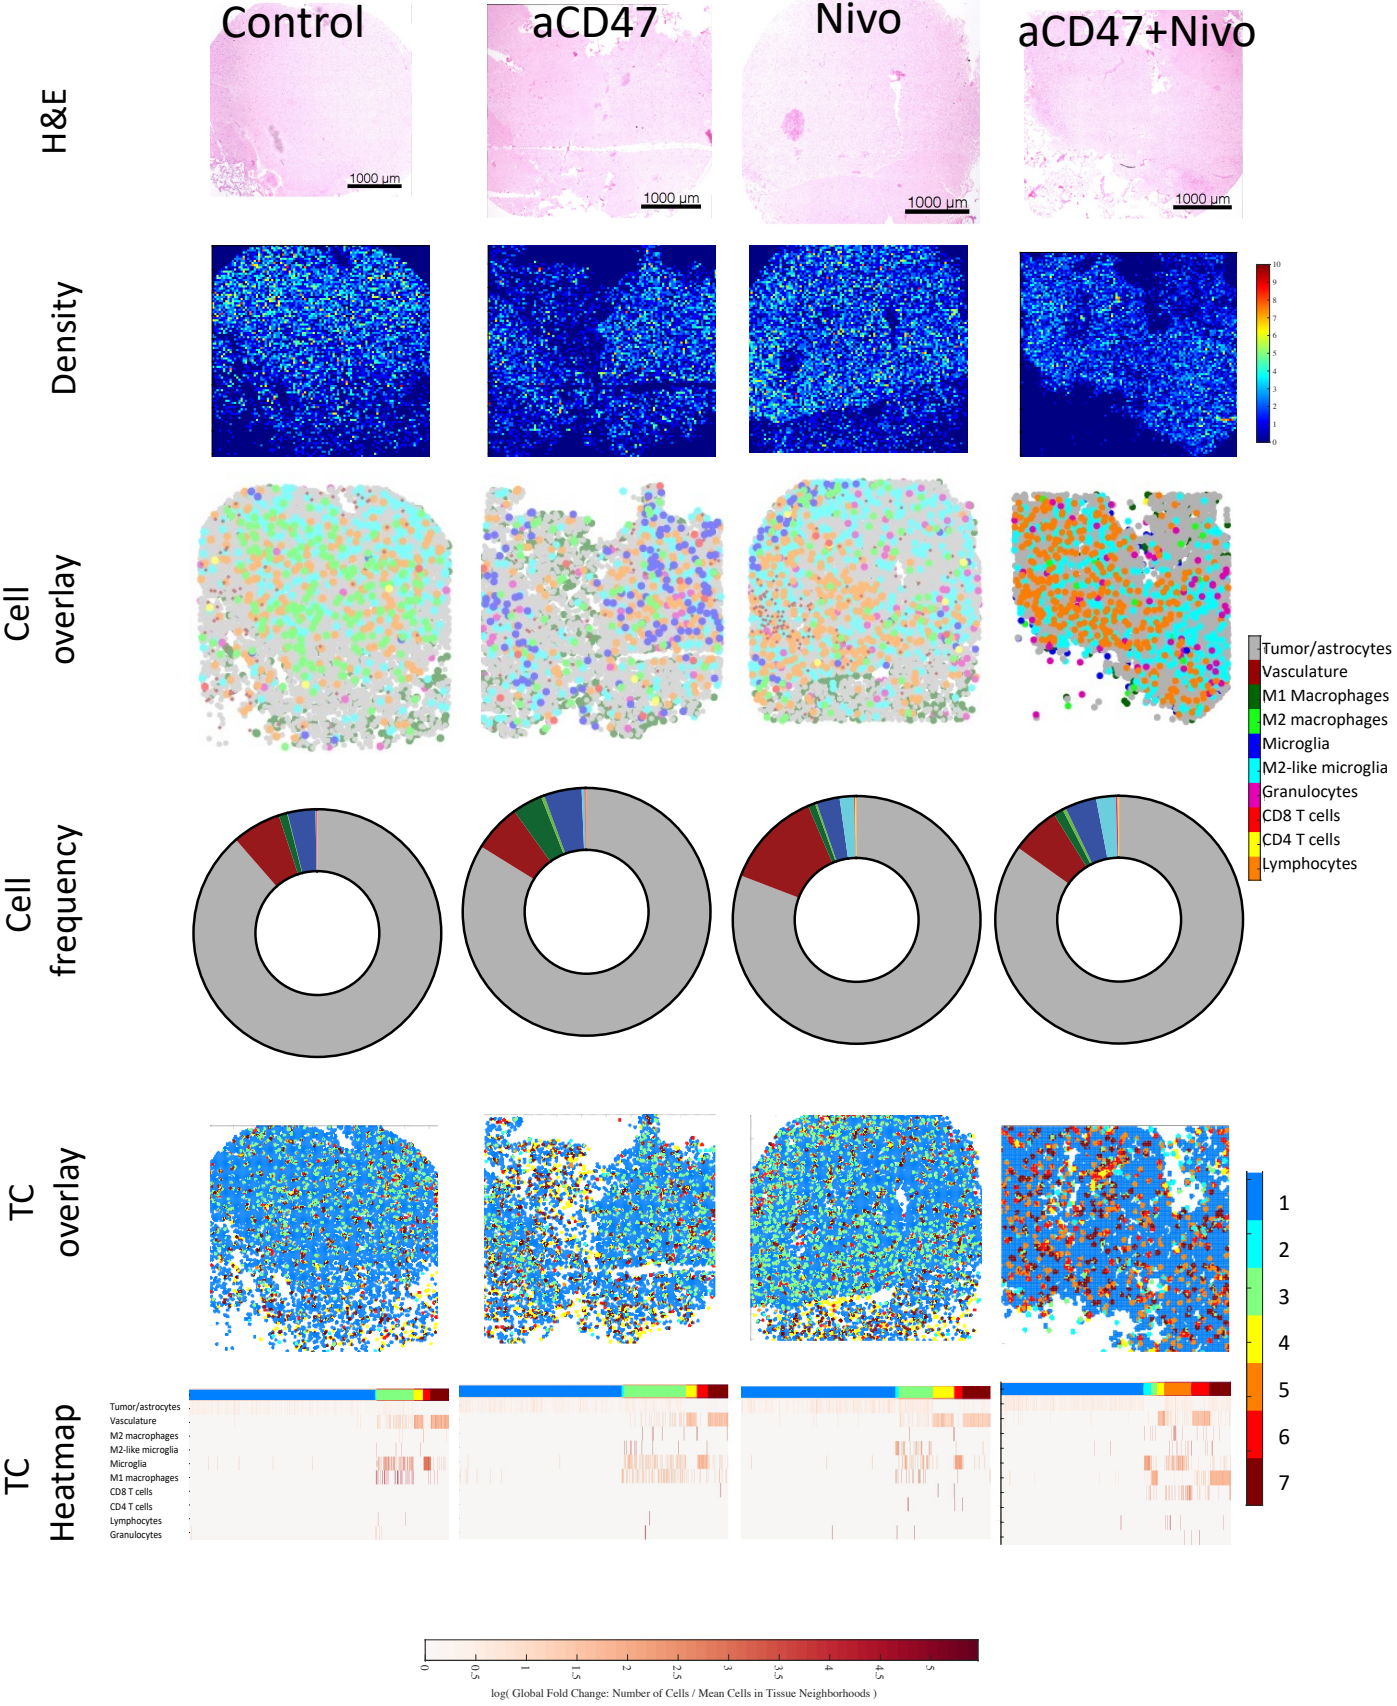 Control aCD47 Nivo aCD47+Nivo
H&E
1000 µm 1000 µm 1000 µm 1000 µm
Density
10
9
8
7
6
5
4
3
2
1
0
Cell
overlay
Tumor/astrocytes
Vasculature
M1 Macrophages
M2 macrophages
Microglia
M2-like microglia
Granulocytes
CD8 T cells
CD4 T cells
Lymphocytes
Cell
frequency
TC
overlay
1
2
3
4
5
6
7
TC
Heatmap
Tumor/astrocytes
Vasculature
M2 macrophages
M2-like microglia
Microglia
M1 macrophages
CD8 T cells
CD4 T cells
Lymphocytes
Granulocytes
0 0.5 1 1.5 2 2.5 3 3.5 4 4.5 5
log( Global Fold Change: Number of Cells / Mean Cells in Tissue Neighborhoods )